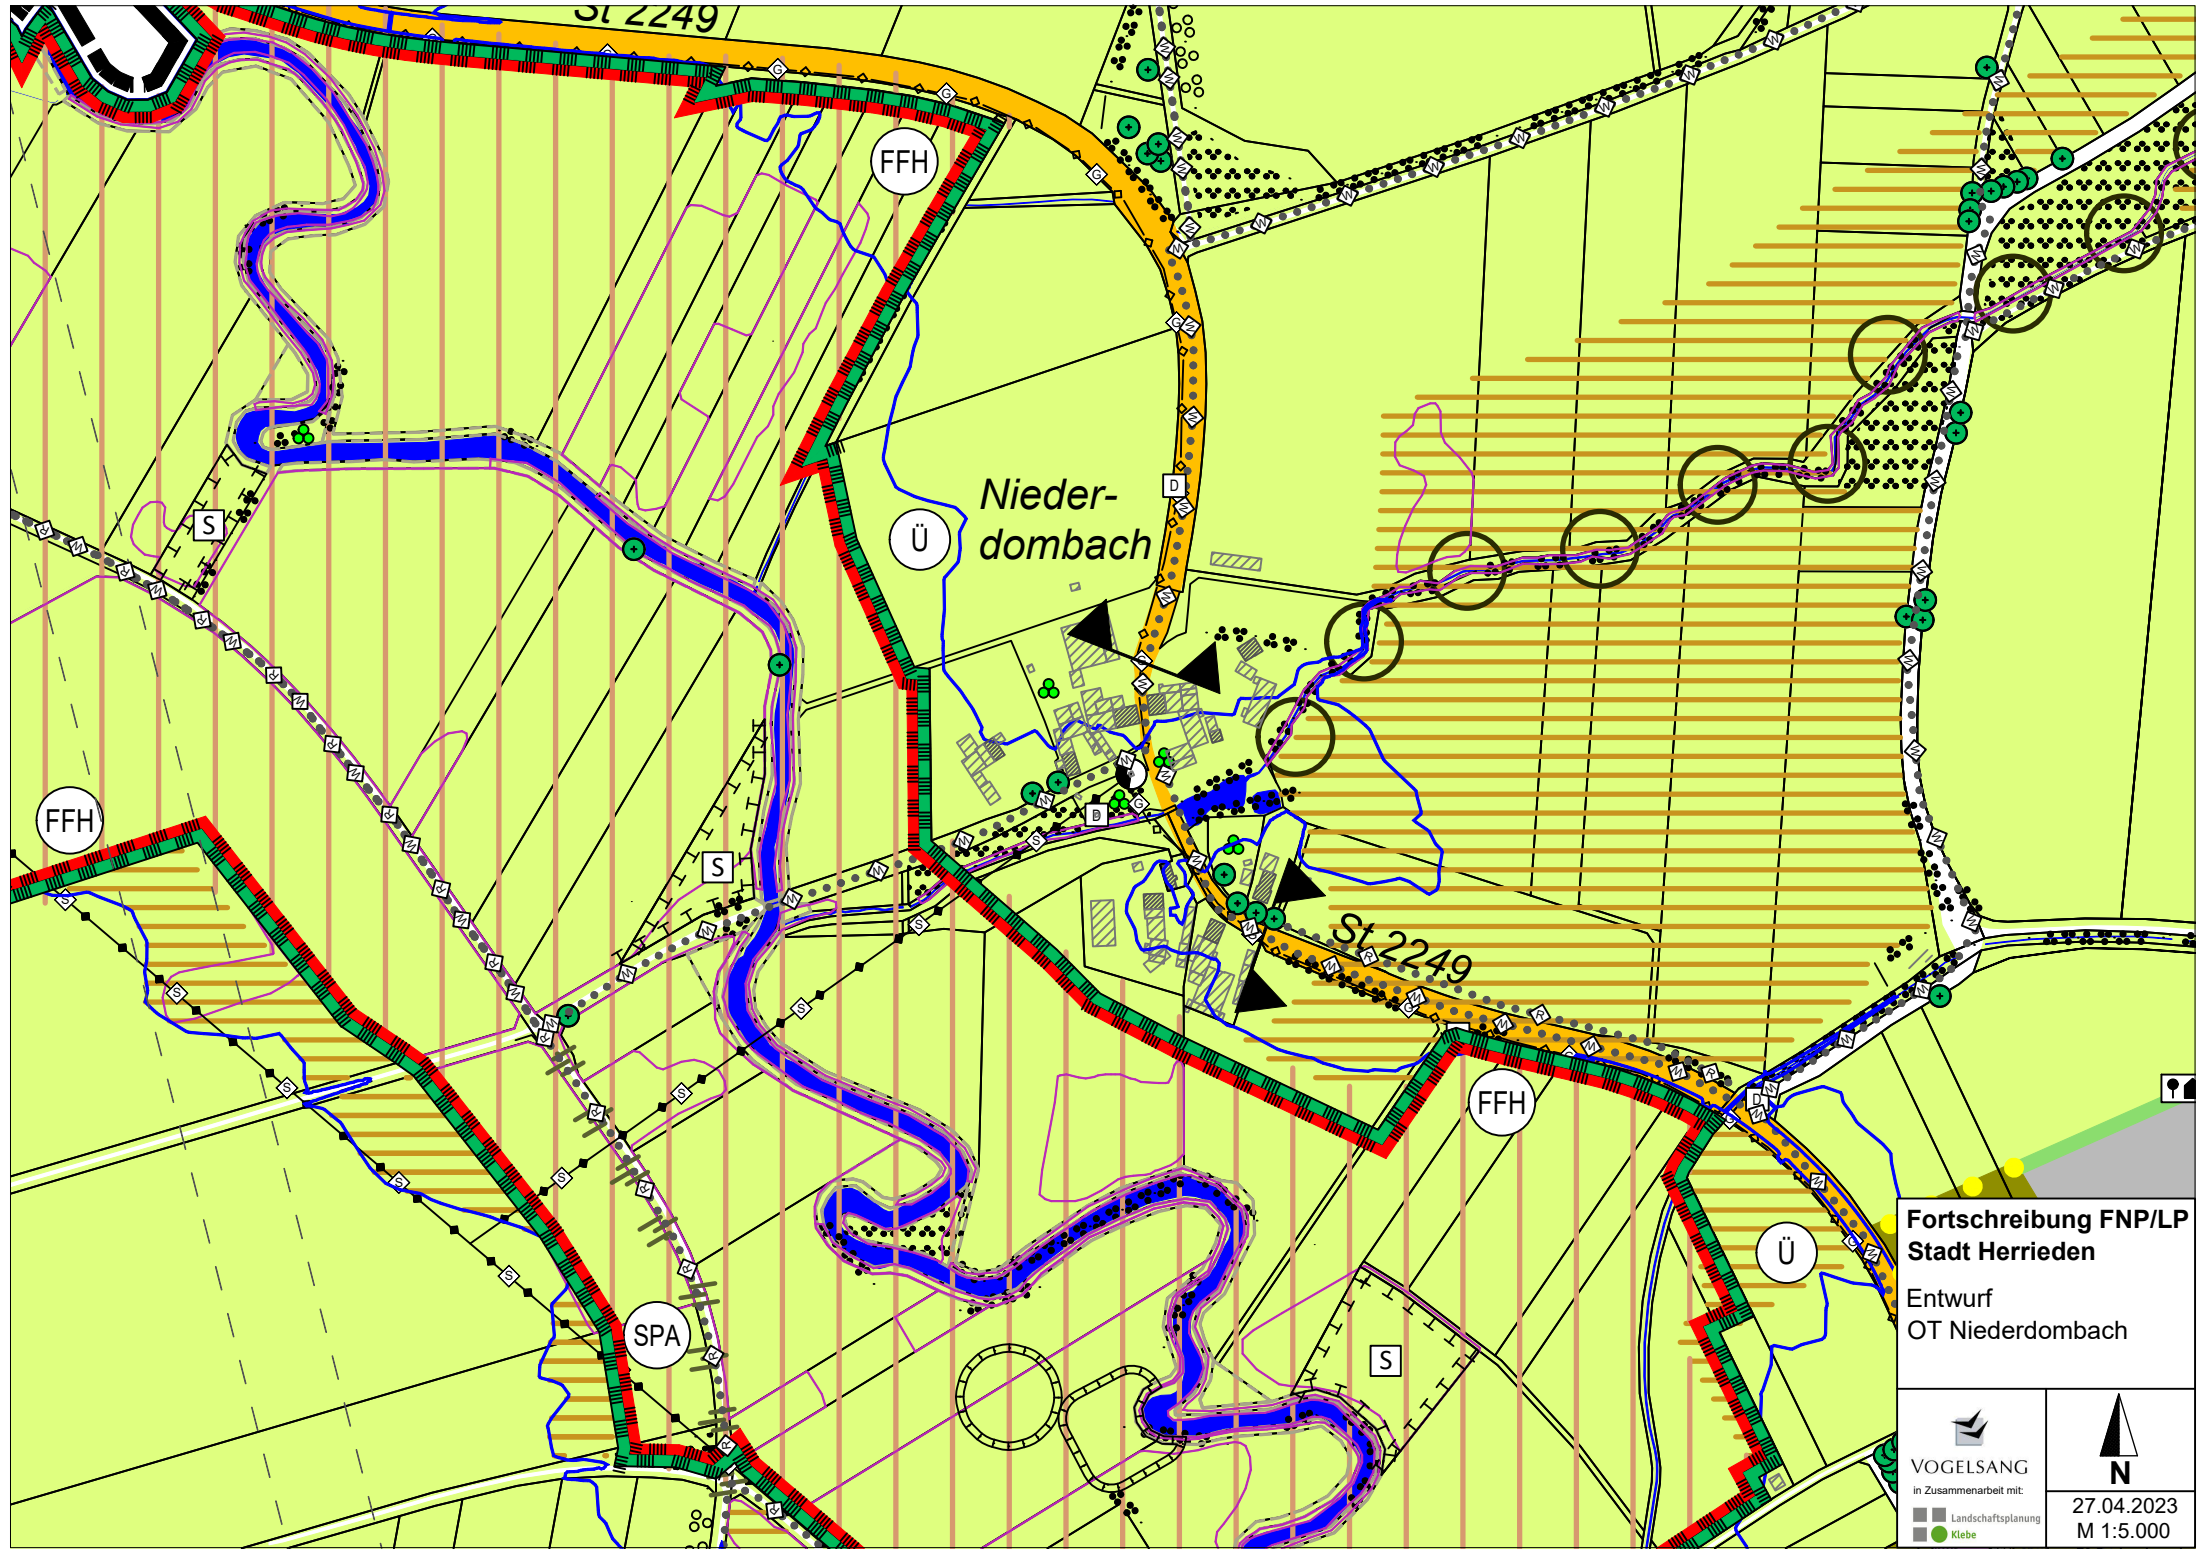 St 2249
FFH
Nieder-
dombach
Ü
S
D
FFH
S
D
St 2249
FFH
D
Ü
SPA
S
Fortschreibung FNP/LP
Stadt Herrieden
Entwurf
OT Niederdombach
VOGELSANG
in Zusammenarbeit mit:
Landschaftsplanung
Klebe
N
27.04.2023
M 1:5.000